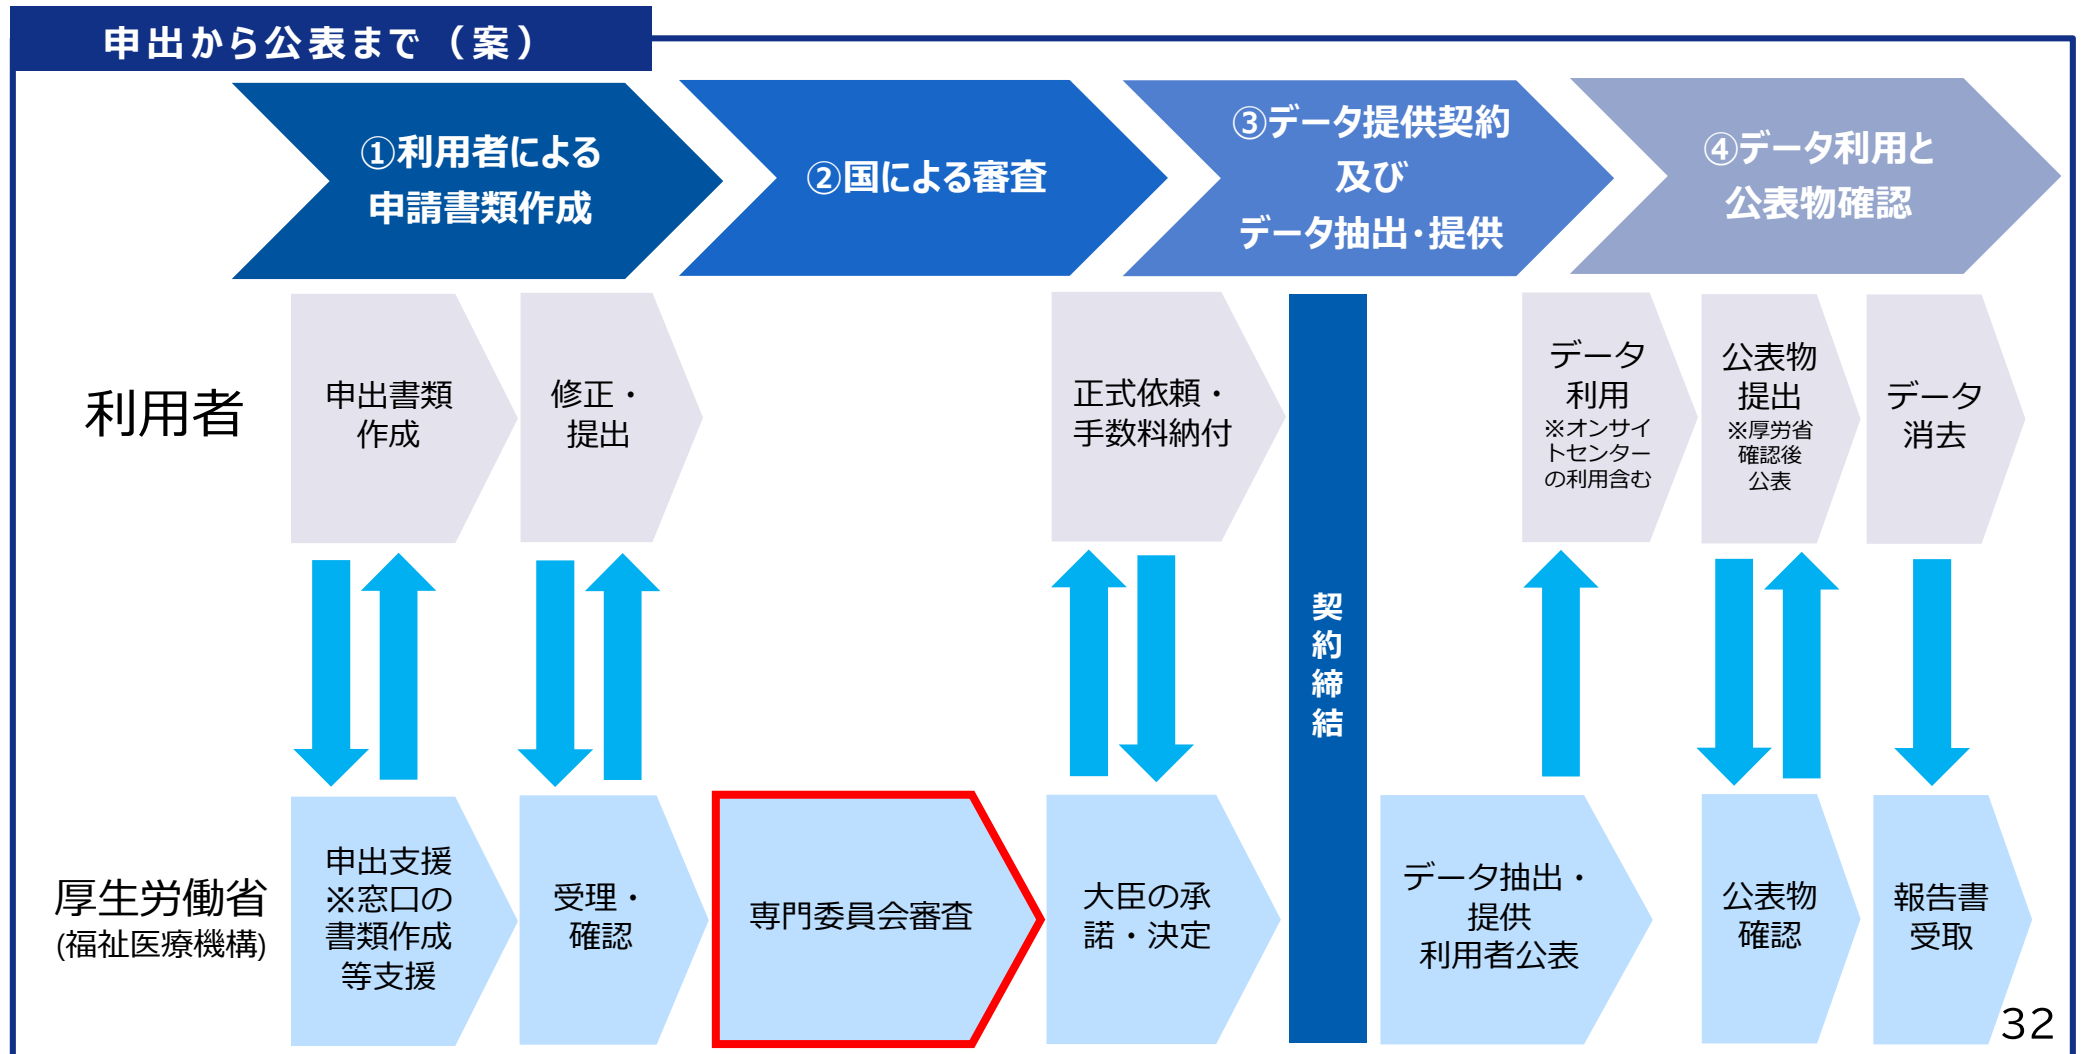 申出から公表まで（案）
①利用者による
申請書類作成
②国による審査
③データ提供契約
及び
データ抽出・提供
④データ利用と
公表物確認
利用者
申出書類
作成
修正・
提出
正式依頼・
手数料納付
契
約
締
結
データ
利用
※オンサイ
トセンター
の利用含む
公表物
提出
※厚労省
確認後
公表
データ
消去
厚生労働省
(福祉医療機構)
申出支援
※窓口の
書類作成
等支援
受理・
確認
専門委員会審査
大臣の承
諾・決定
データ抽出・
提供
利用者公表
公表物
確認
報告書
受取
32